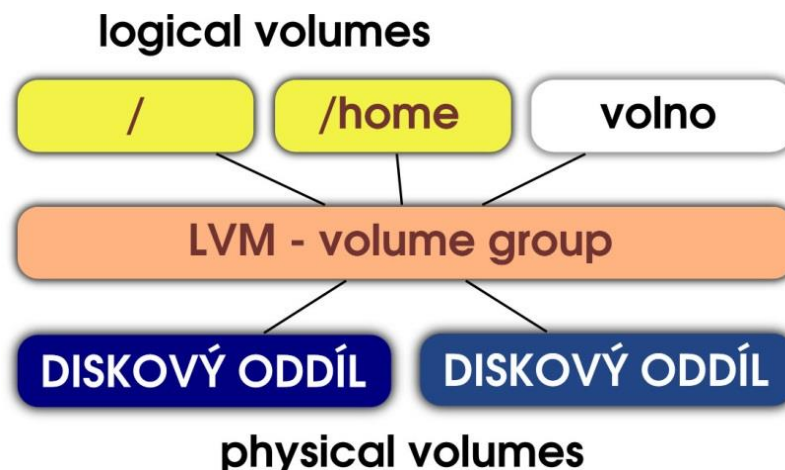 logical volumes
/ /home volno
LVM - volume group
DISKOVÝ ODDÍL DISKOVÝ ODDÍL
physical volumes